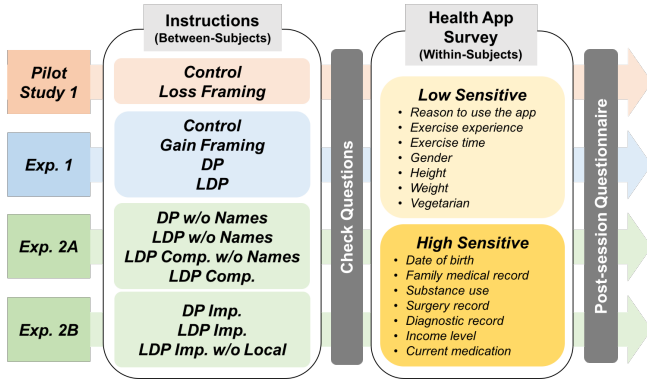 Instructions
(Between-Subjects)
Health App
Survey
(Within-Subjects)
Pilot
Study 1
Control
Loss Framing
Exp. 1
Control
Gain Framing
DP
LDP
Exp. 2A
DP w/o Names
LDP w/o Names
LDP Comp. w/o Names
LDP Comp.
Exp. 2B
DP Imp.
LDP Imp.
LDP Imp. w/o Local
Check Questions
Low Sensitive
• Reason to use the app
• Exercise experience
• Exercise time
• Gender
• Height
• Weight
• Vegetarian
High Sensitive
• Date of birth
• Family medical record
• Substance use
• Surgery record
• Diagnostic record
• Income level
• Current medication
Post-session Questionnaire